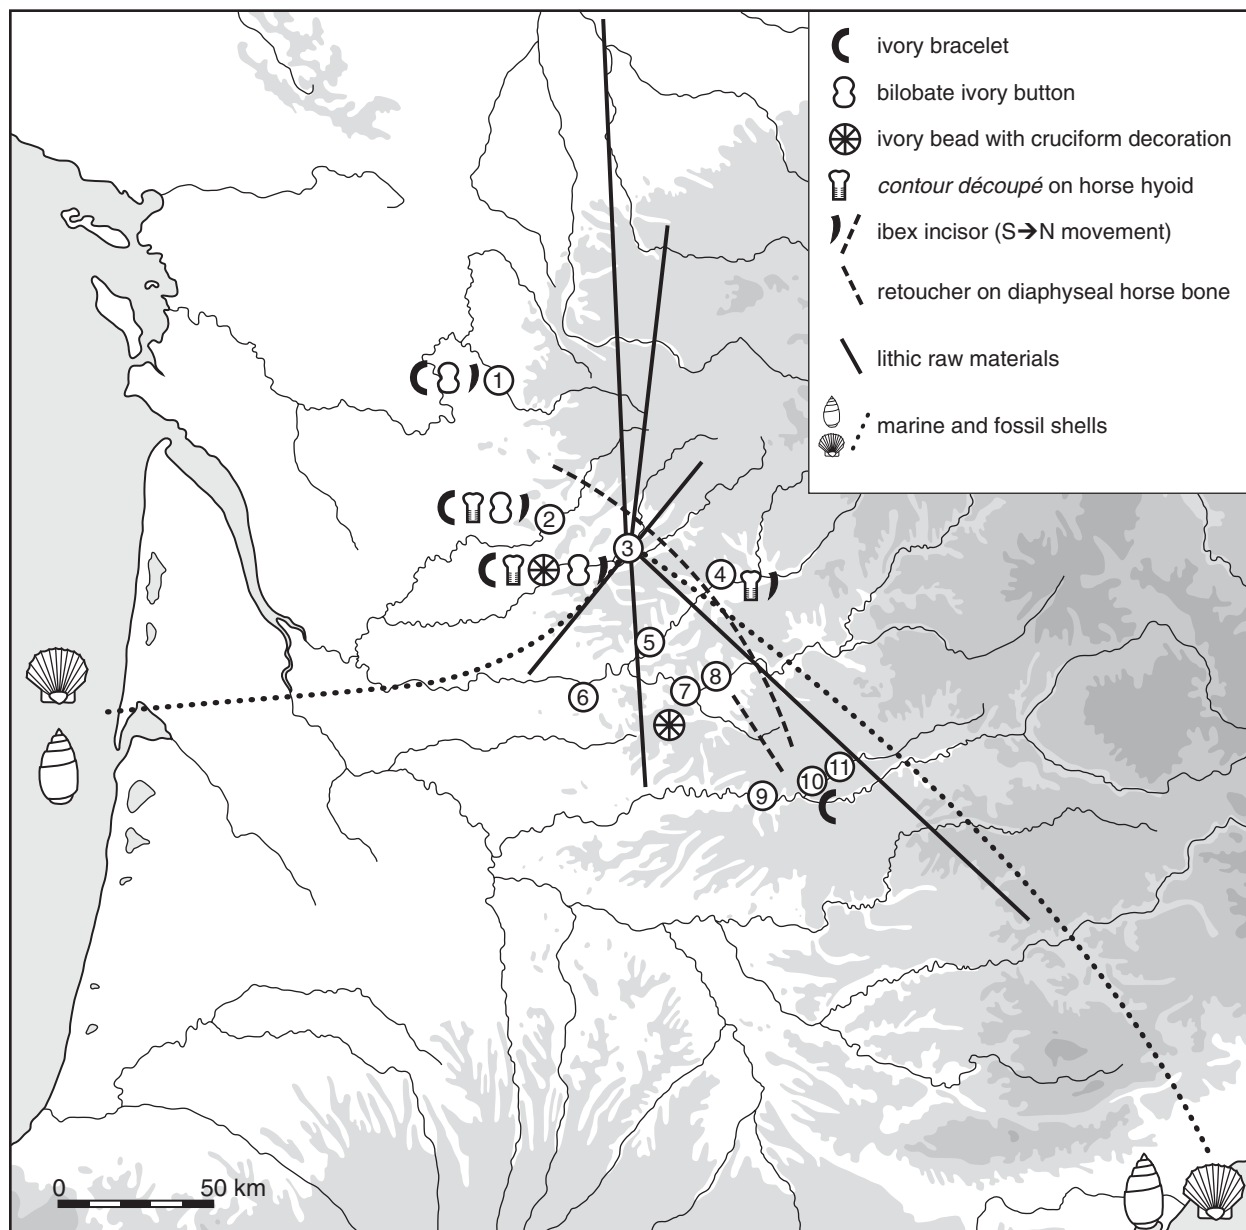 ivory bracelet
bilobate ivory button
ivory bead with cruciform decoration
contour découpé on horse hyoid
ibex incisor (S→N movement)
retoucher on diaphyseal horse bone
lithic raw materials
marine and fossil shells
1
2
3
4
5
6
7
8
9
10
11
0 50 km